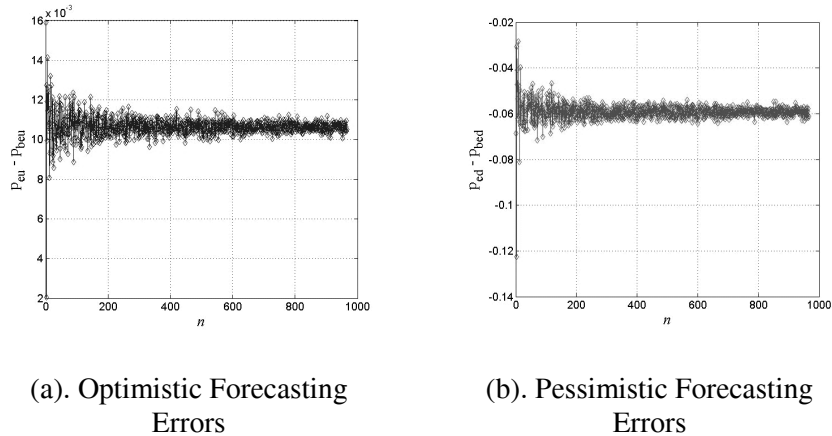 16 x 10⁻³
14
12
10
8
6
4
2
0 200 400 600 800 1000
n
p_eu - p_beu
-0.02
-0.04
-0.06
-0.08
-0.1
-0.12
-0.14
0 200 400 600 800 1000
n
p_ed - p_bed
(a). Optimistic Forecasting
Errors
(b). Pessimistic Forecasting
Errors